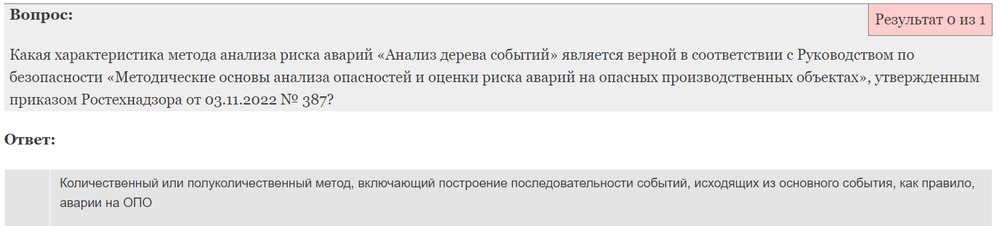 Вопрос:
Результат 0 из 1
Какая характеристика метода анализа риска аварий «Анализ дерева событий» является верной в соответствии с Руководством по
безопасности «Методические основы анализа опасностей и оценки риска аварий на опасных производственных объектах», утвержденным
приказом Ростехнадзора от 03.11.2022 № 387?
Ответ:
Количественный или полуколичественный метод, включающий построение последовательности событий, исходящих из основного события, как правило,
аварии на ОПО